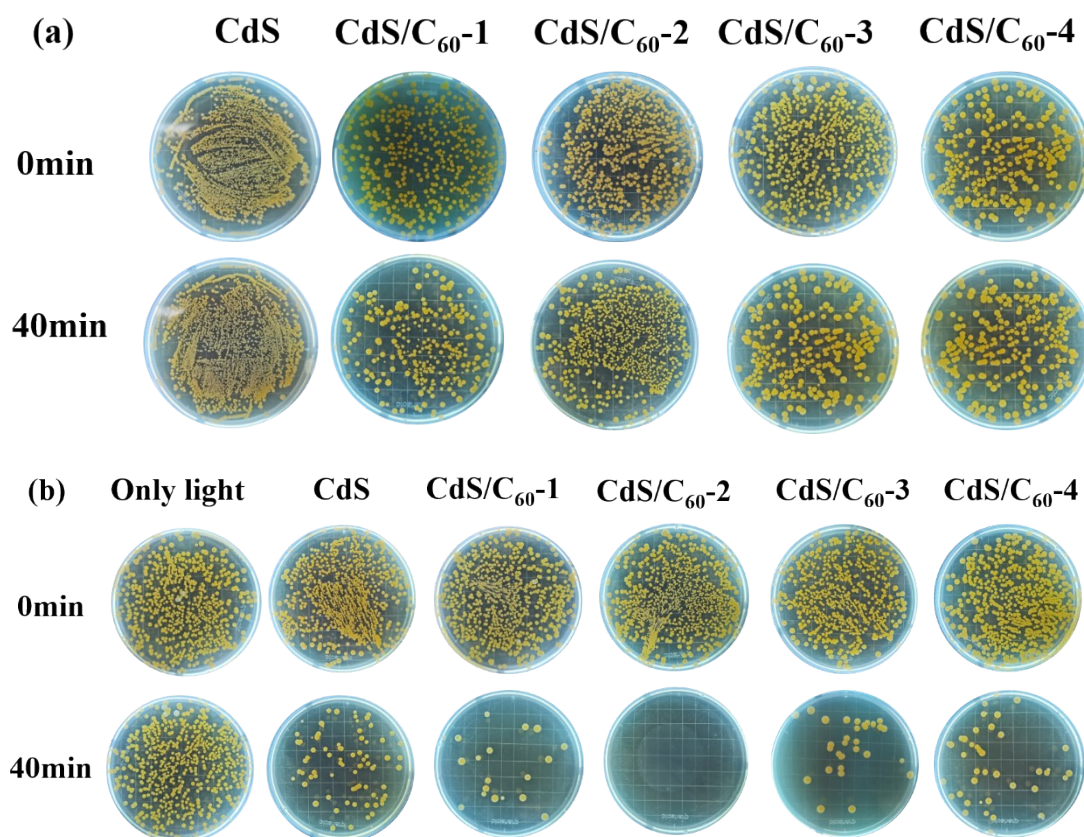 (a) CdS CdS/C₆₀-1 CdS/C₆₀-2 CdS/C₆₀-3 CdS/C₆₀-4
0min
40min
(b) Only light CdS CdS/C₆₀-1 CdS/C₆₀-2 CdS/C₆₀-3 CdS/C₆₀-4
0min
40min